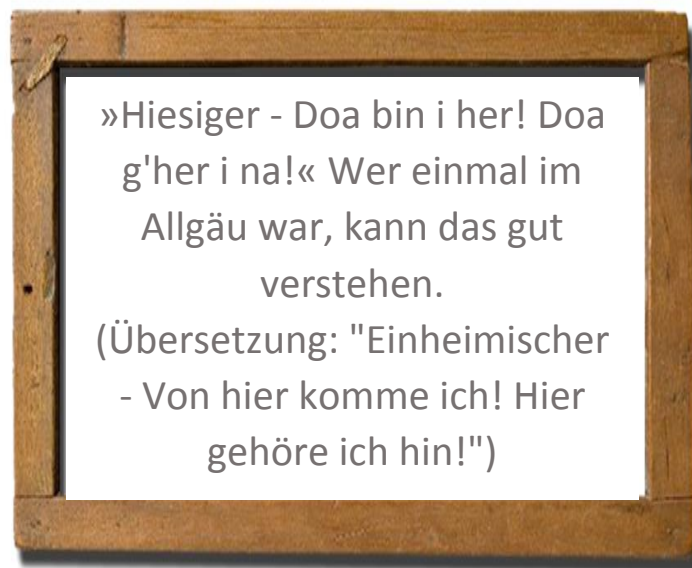 »Hiesiger - Doa bin i her! Doa
g'her i na!« Wer einmal im
Allgäu war, kann das gut
verstehen.
(Übersetzung: "Einheimischer
- Von hier komme ich! Hier
gehöre ich hin!")